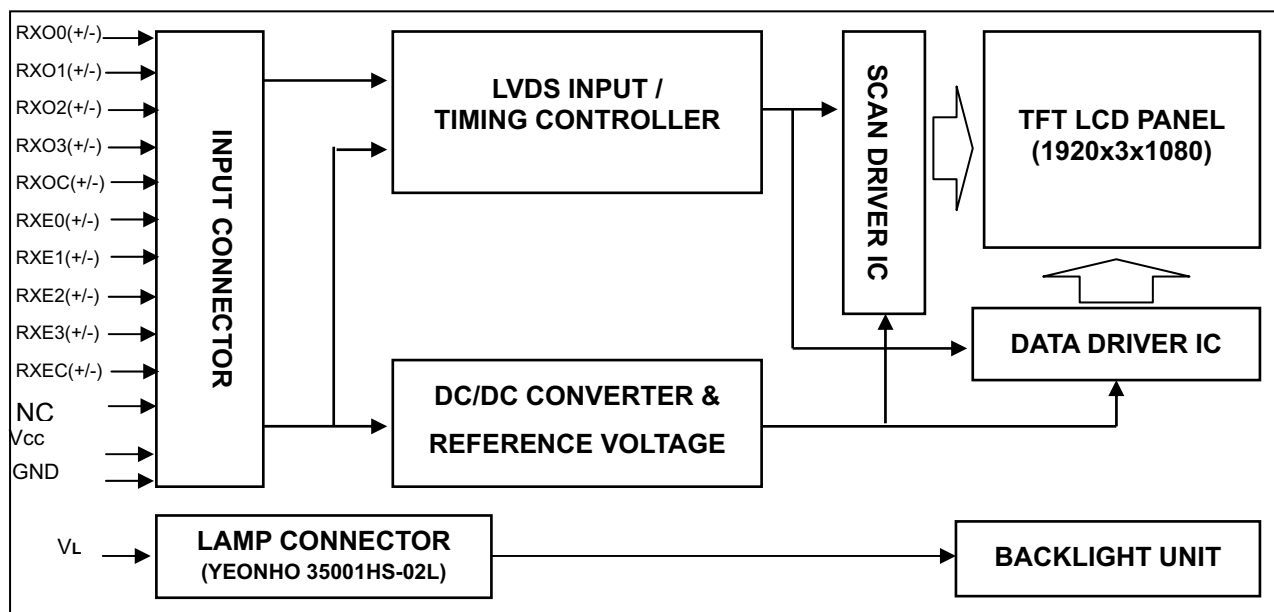 RXO0(+/-)
RXO1(+/-)
RXO2(+/-)
RXO3(+/-)
RXOC(+/-)
RXE0(+/-)
RXE1(+/-)
RXE2(+/-)
RXE3(+/-)
RXEC(+/-)
NC
Vcc
GND
INPUT CONNECTOR
LVDS INPUT /
TIMING CONTROLLER
SCAN DRIVER IC
TFT LCD PANEL
(1920x3x1080)
DATA DRIVER IC
DC/DC CONVERTER &
REFERENCE VOLTAGE
VL
LAMP CONNECTOR
(YEONHO 35001HS-02L)
BACKLIGHT UNIT